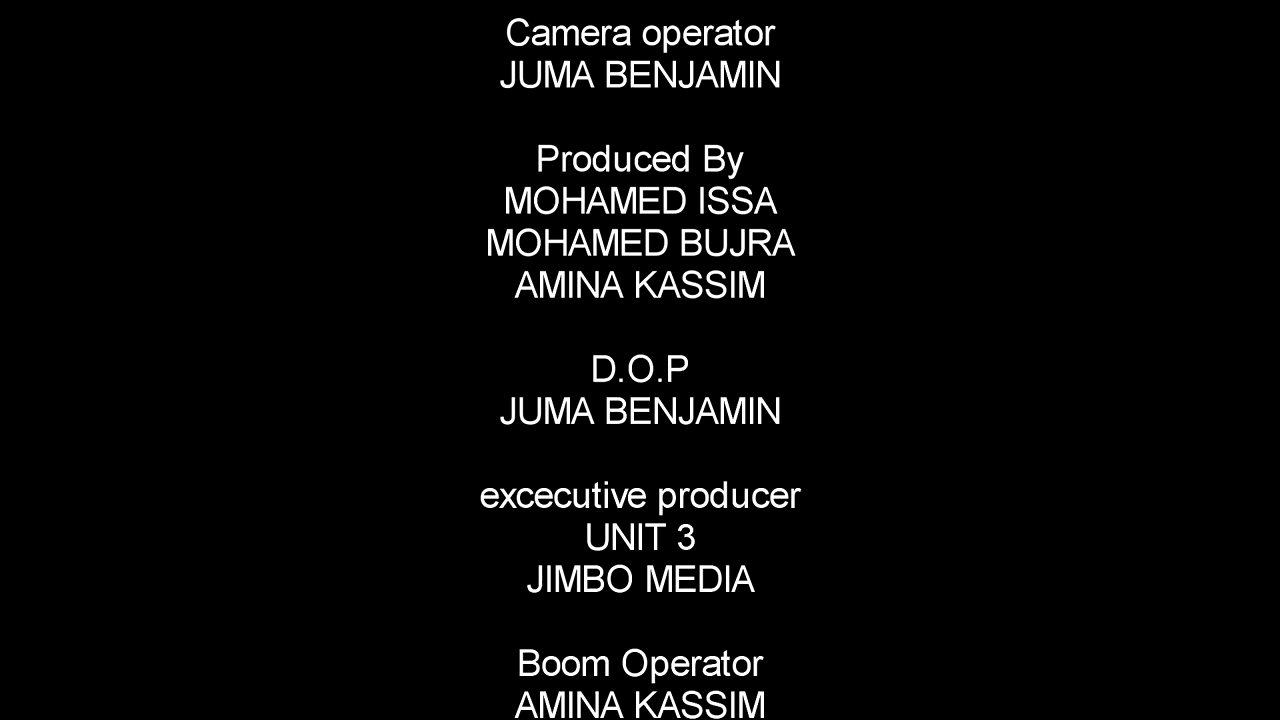 Camera operator
JUMA BENJAMIN
Produced By
MOHAMED ISSA
MOHAMED BUJRA
AMINA KASSIM
D.O.P
JUMA BENJAMIN
excecutive producer
UNIT 3
JIMBO MEDIA
Boom Operator
AMINA KASSIM